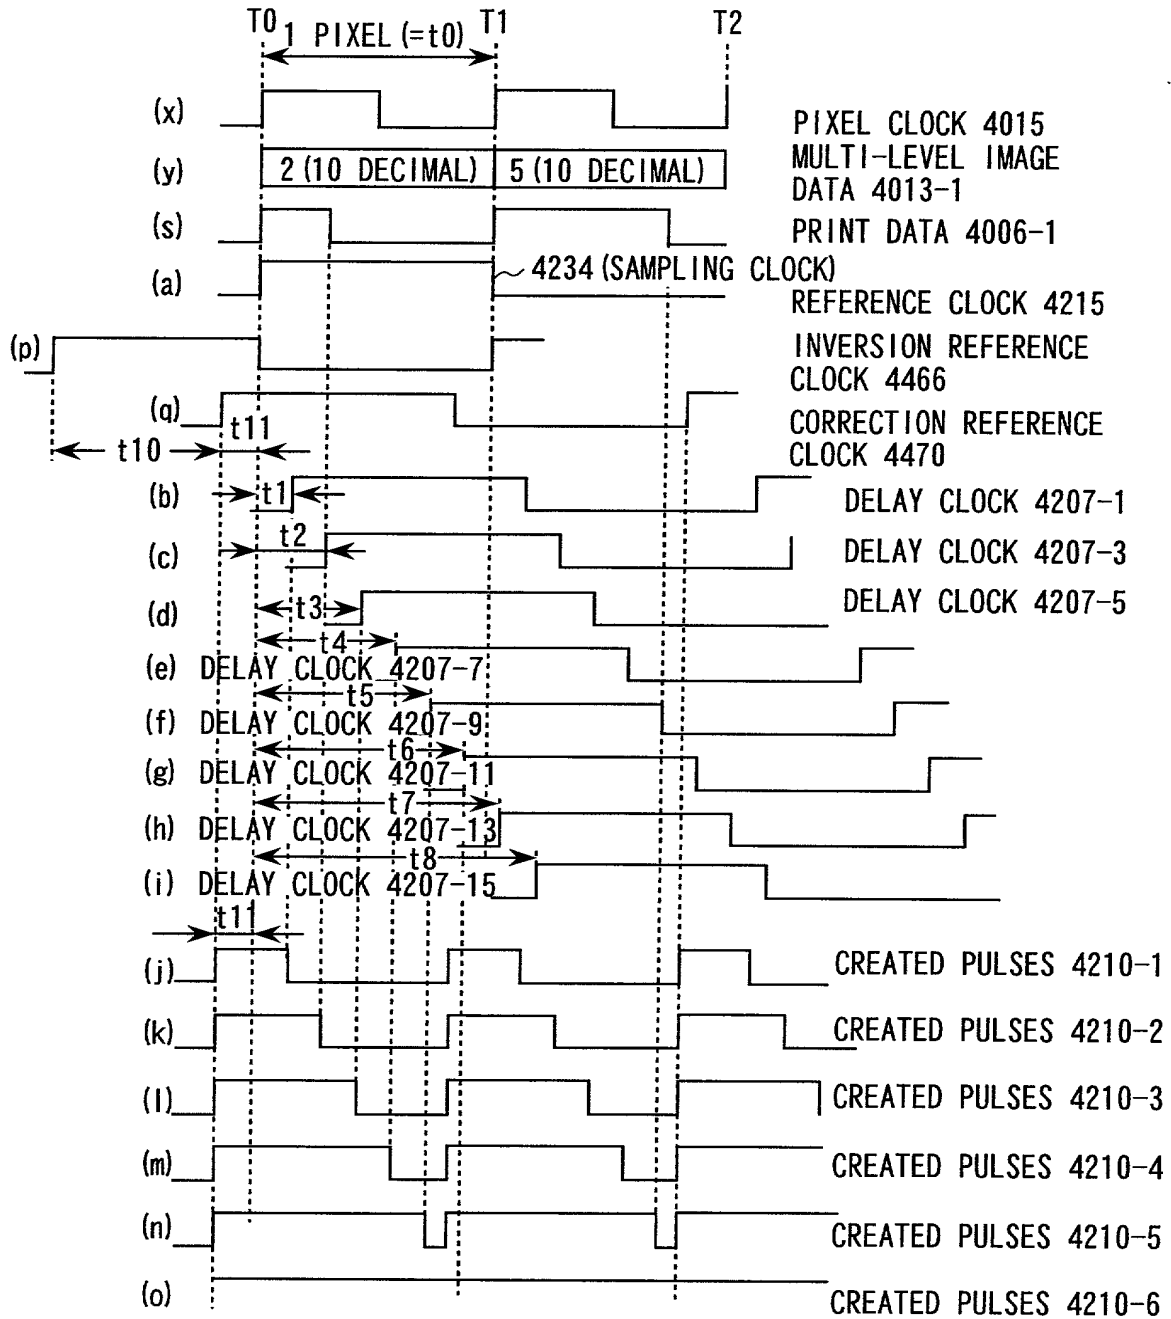 T0 1 PIXEL (=t0) T1 T2
(x) PIXEL CLOCK 4015
(y) 2 (10 DECIMAL) 5 (10 DECIMAL) MULTI-LEVEL IMAGE
DATA 4013-1
(s) PRINT DATA 4006-1
(a) 4234 (SAMPLING CLOCK)
REFERENCE CLOCK 4215
(p) INVERSION REFERENCE
CLOCK 4466
(q) CORRECTION REFERENCE
CLOCK 4470
t10 t11
(b) t1 DELAY CLOCK 4207-1
t2
(c) DELAY CLOCK 4207-3
(d) t3 DELAY CLOCK 4207-5
t4
(e) DELAY CLOCK 4207-7
t5
(f) DELAY CLOCK 4207-9
t6
(g) DELAY CLOCK 4207-11
t7
(h) DELAY CLOCK 4207-13
t8
(i) DELAY CLOCK 4207-15
t11
(j) CREATED PULSES 4210-1
(k) CREATED PULSES 4210-2
(l) CREATED PULSES 4210-3
(m) CREATED PULSES 4210-4
(n) CREATED PULSES 4210-5
(o) CREATED PULSES 4210-6